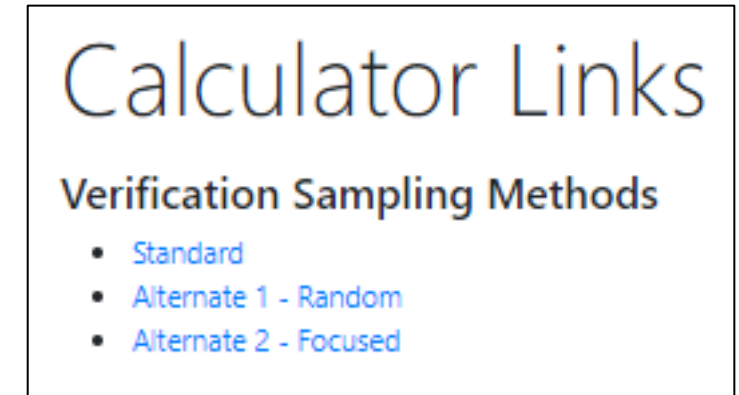 Calculator Links
Verification Sampling Methods
• Standard
• Alternate 1 - Random
• Alternate 2 - Focused